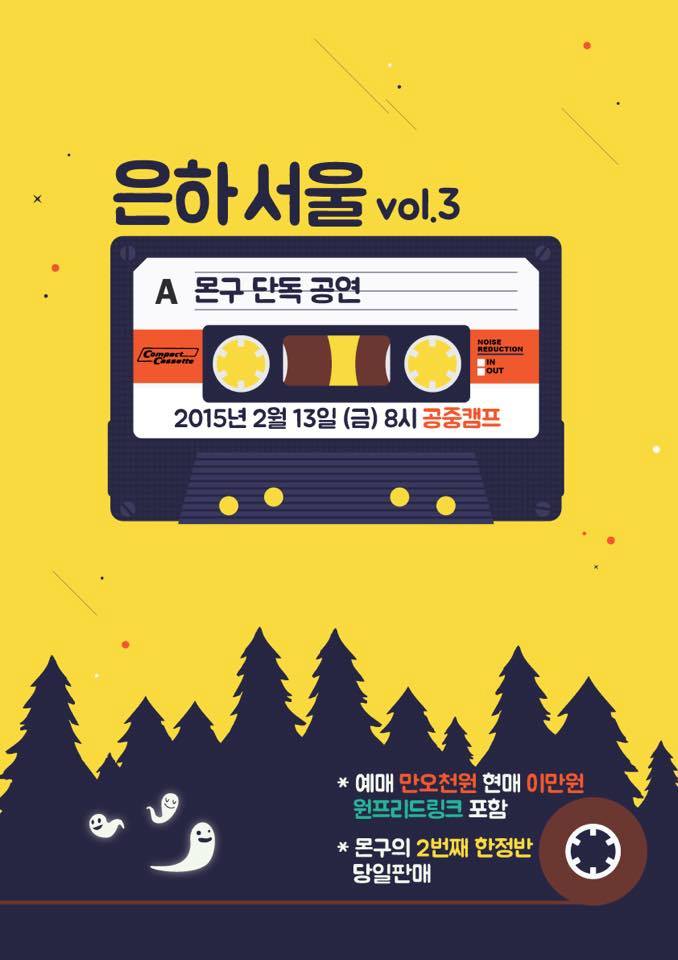 은하 서울 vol.3
A 몬구 단독 공연
Compact Cassette
NOISE
REDUCTION
IN
OUT
2015년 2월 13일 (금) 8시 공중캠프
* 예매 만오천원 현매 이만원
원프리드링크 포함
* 몬구의 2번째 한정반
당일판매